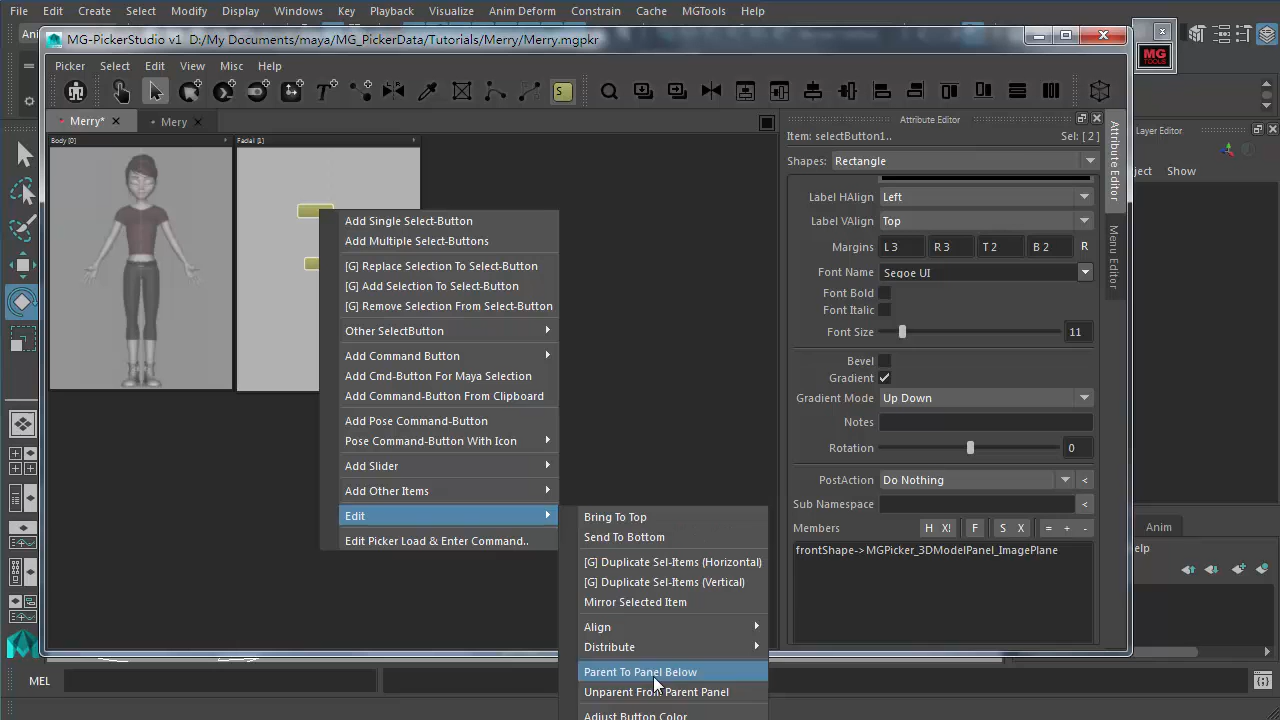 File Edit Create Select Modify Display Windows Key Playback Visualize Anim Deform Constrain Cache MGTools Help
MG-PickerStudio v1 D:/My Documents/maya/MG_PickerData/Tutorials/Merry/Merry.mgpkr
MG
TOOLS
Picker Select Edit View Misc Help
S
Merry* Merry
Attribute Editor
Layer Editor
Body [0] Facial [1]
Item: selectButton1.. Sel: [ 2 ]
Shapes: Rectangle
Show
Attribute Editor
Menu Editor
Label HAlign Left
Label VAlign Top
Margins L 3 R 3 T 2 B 2 R
Font Name Segoe UI
Font Bold
Font Italic
Font Size 11
Bevel
Gradient
Gradient Mode Up Down
Notes
Rotation 0
PostAction Do Nothing <
Sub Namespace <
Members H X! F S X = + -
frontShape->MGPicker_3DModelPanel_ImagePlane
Anim
Add Single Select-Button
Add Multiple Select-Buttons
[G] Replace Selection To Select-Button
[G] Add Selection To Select-Button
[G] Remove Selection From Select-Button
Other SelectButton
Add Command Button
Add Cmd-Button For Maya Selection
Add Command-Button From Clipboard
Add Pose Command-Button
Pose Command-Button With Icon
Add Slider
Add Other Items
Edit
Edit Picker Load & Enter Command..
Bring To Top
Send To Bottom
[G] Duplicate Sel-Items (Horizontal)
[G] Duplicate Sel-Items (Vertical)
Mirror Selected Item
Align
Distribute
Parent To Panel Below
Unparent From Parent Panel
Adjust Button Color
MEL